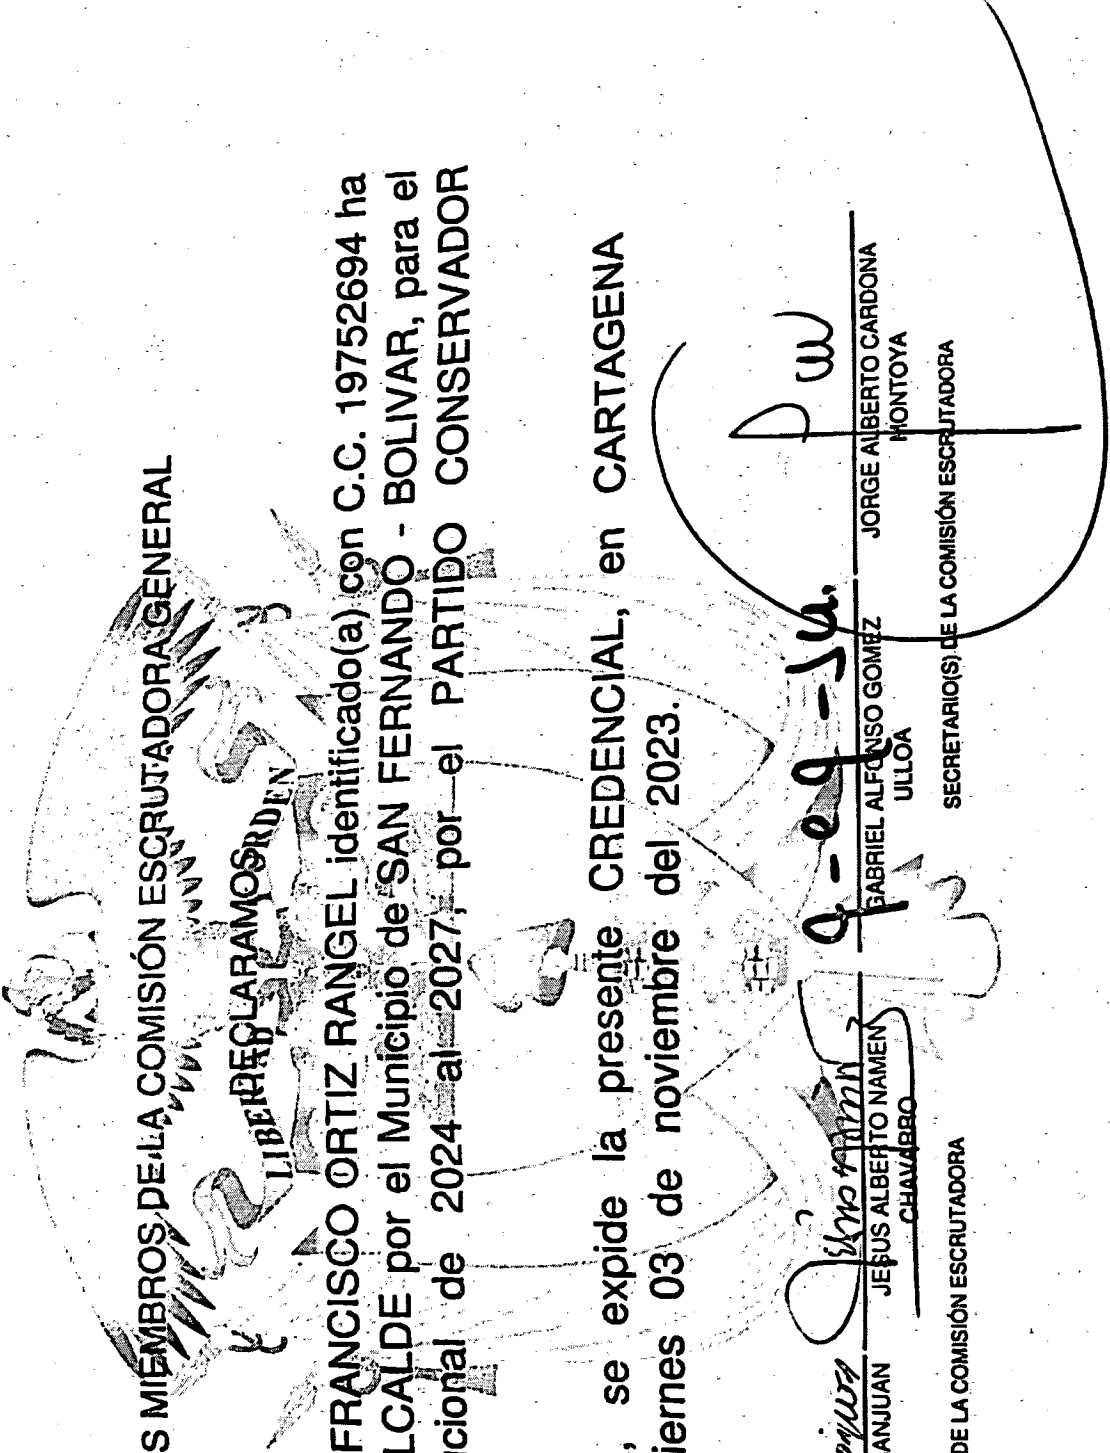 S MIEMBROS DE LA COMISIÓN ESCRUTADORA GENERAL
DECLARAMOS
LIBERTAD Y ORDEN
FRANCISCO ORTIZ RANGEL identificado(a) con C.C. 19752694 ha
LCALDE por el Municipio de SAN FERNANDO - BOLIVAR, para el
cional de 2024 al 2027, por el PARTIDO CONSERVADOR
, se expide la presente CREDENCIAL, en CARTAGENA
iernes 03 de noviembre del 2023.
ANJUAN
JESUS ALBERTO NAMEN
CHAVARRO
GABRIEL ALFONSO GOMEZ
ULLOA
JORGE ALBERTO CARDONA
MONTOYA
DE LA COMISIÓN ESCRUTADORA
SECRETARIO(S) DE LA COMISIÓN ESCRUTADORA